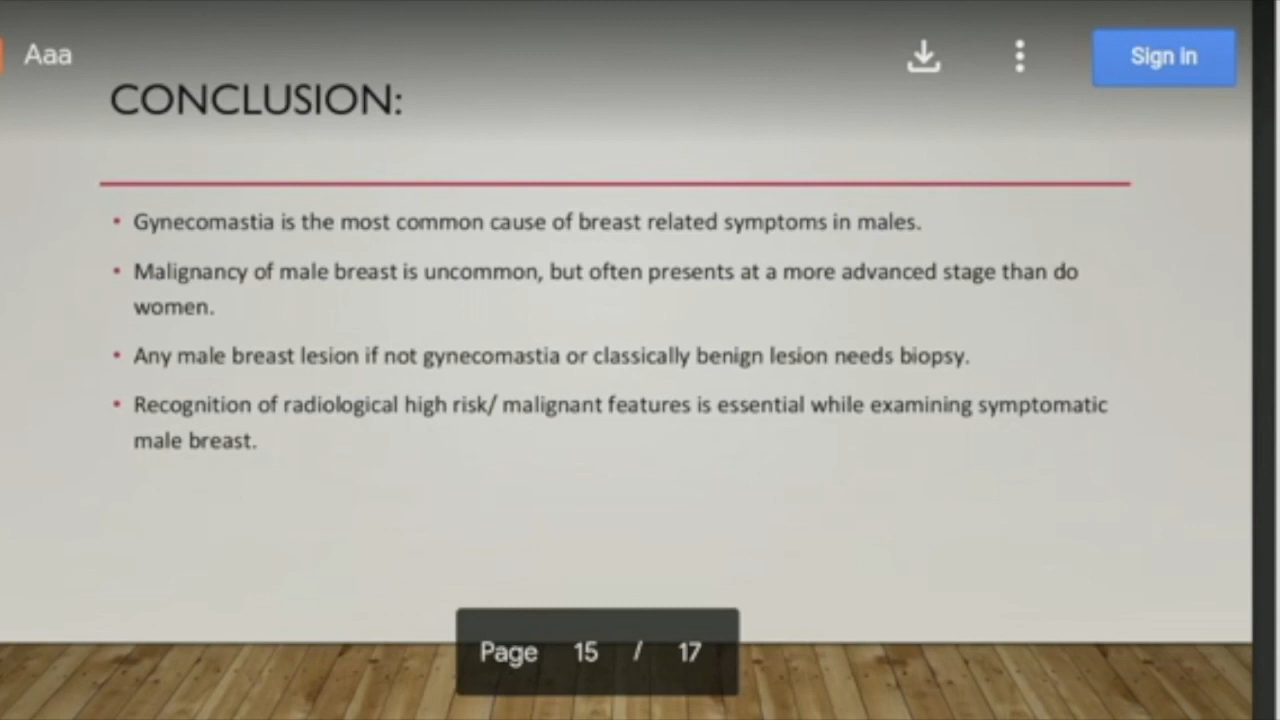 Aaa
Sign in
CONCLUSION:
• Gynecomastia is the most common cause of breast related symptoms in males.
• Malignancy of male breast is uncommon, but often presents at a more advanced stage than do
women.
• Any male breast lesion if not gynecomastia or classically benign lesion needs biopsy.
• Recognition of radiological high risk/ malignant features is essential while examining symptomatic
male breast.
Page 15 / 17